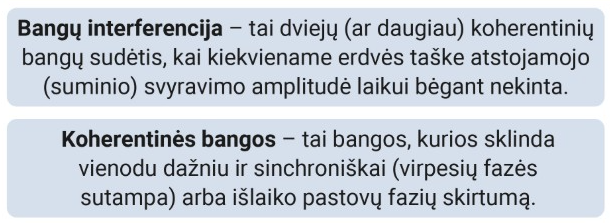 Bangų interferencija – tai dviejų (ar daugiau) koherentinių
bangų sudėtis, kai kiekviename erdvės taške atstojamojo
(suminio) svyravimo amplitudė laikui bėgant nekinta.
Koherentinės bangos – tai bangos, kurios sklinda
vienodu dažniu ir sinchroniškai (virpesių fazės
sutampa) arba išlaiko pastovų fazių skirtumą.